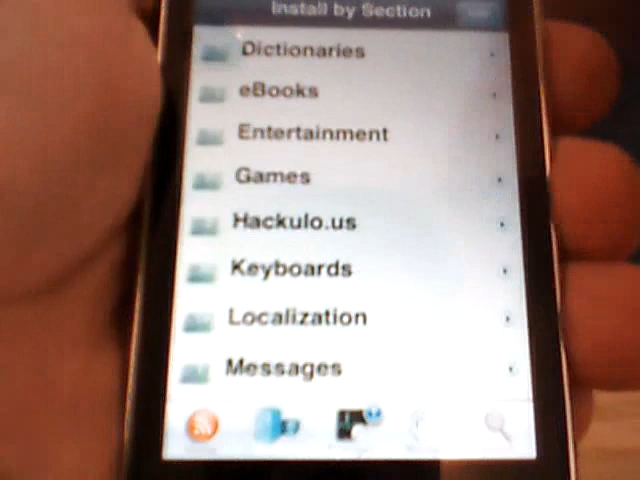 Install by Section
Dictionaries
eBooks
Entertainment
Games
Hackulo.us
Keyboards
Localization
Messages